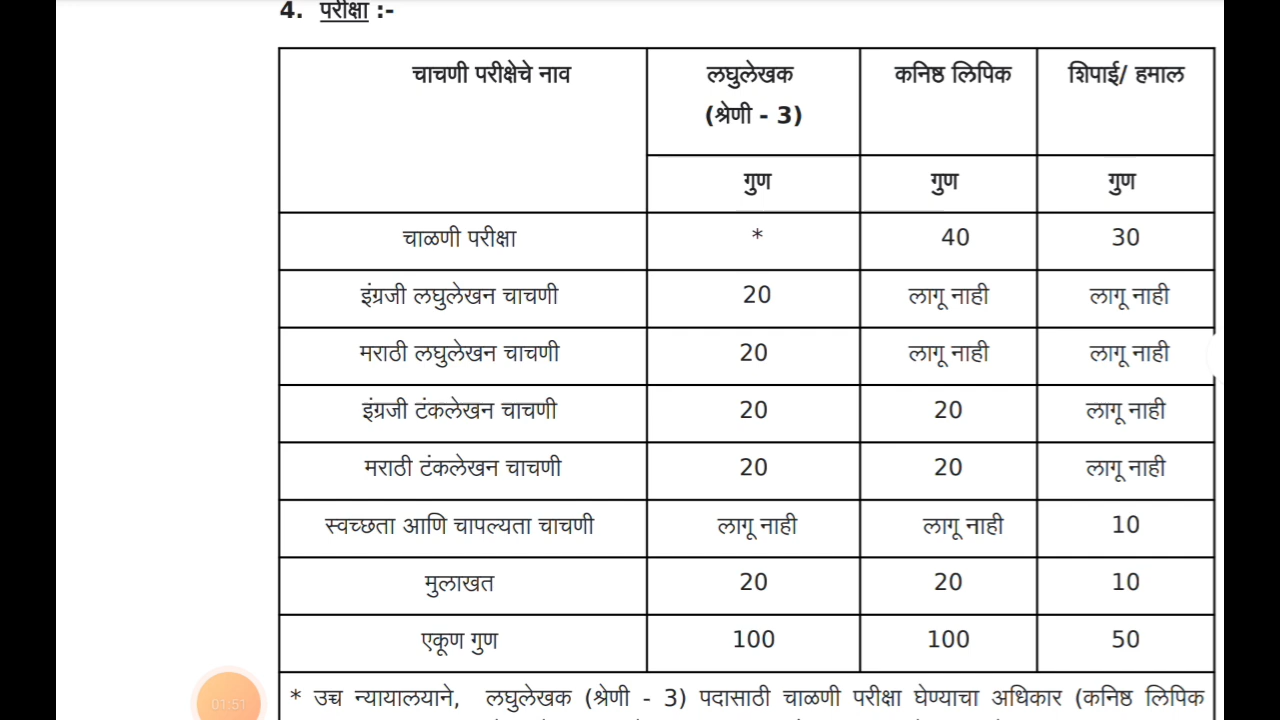 4. परीक्षा :-
चाचणी परीक्षेचे नाव लघुलेखक कनिष्ठ लिपिक शिपाई/ हमाल
(श्रेणी - 3)
गुण गुण गुण
चाळणी परीक्षा * 40 30
इंग्रजी लघुलेखन चाचणी 20 लागू नाही लागू नाही
मराठी लघुलेखन चाचणी 20 लागू नाही लागू नाही
इंग्रजी टंकलेखन चाचणी 20 20 लागू नाही
मराठी टंकलेखन चाचणी 20 20 लागू नाही
स्वच्छता आणि चापल्यता चाचणी लागू नाही लागू नाही 10
मुलाखत 20 20 10
एकूण गुण 100 100 50
* उच्च न्यायालयाने, लघुलेखक (श्रेणी - 3) पदासाठी चाळणी परीक्षा घेण्याचा अधिकार (कनिष्ठ लिपिक
01:51